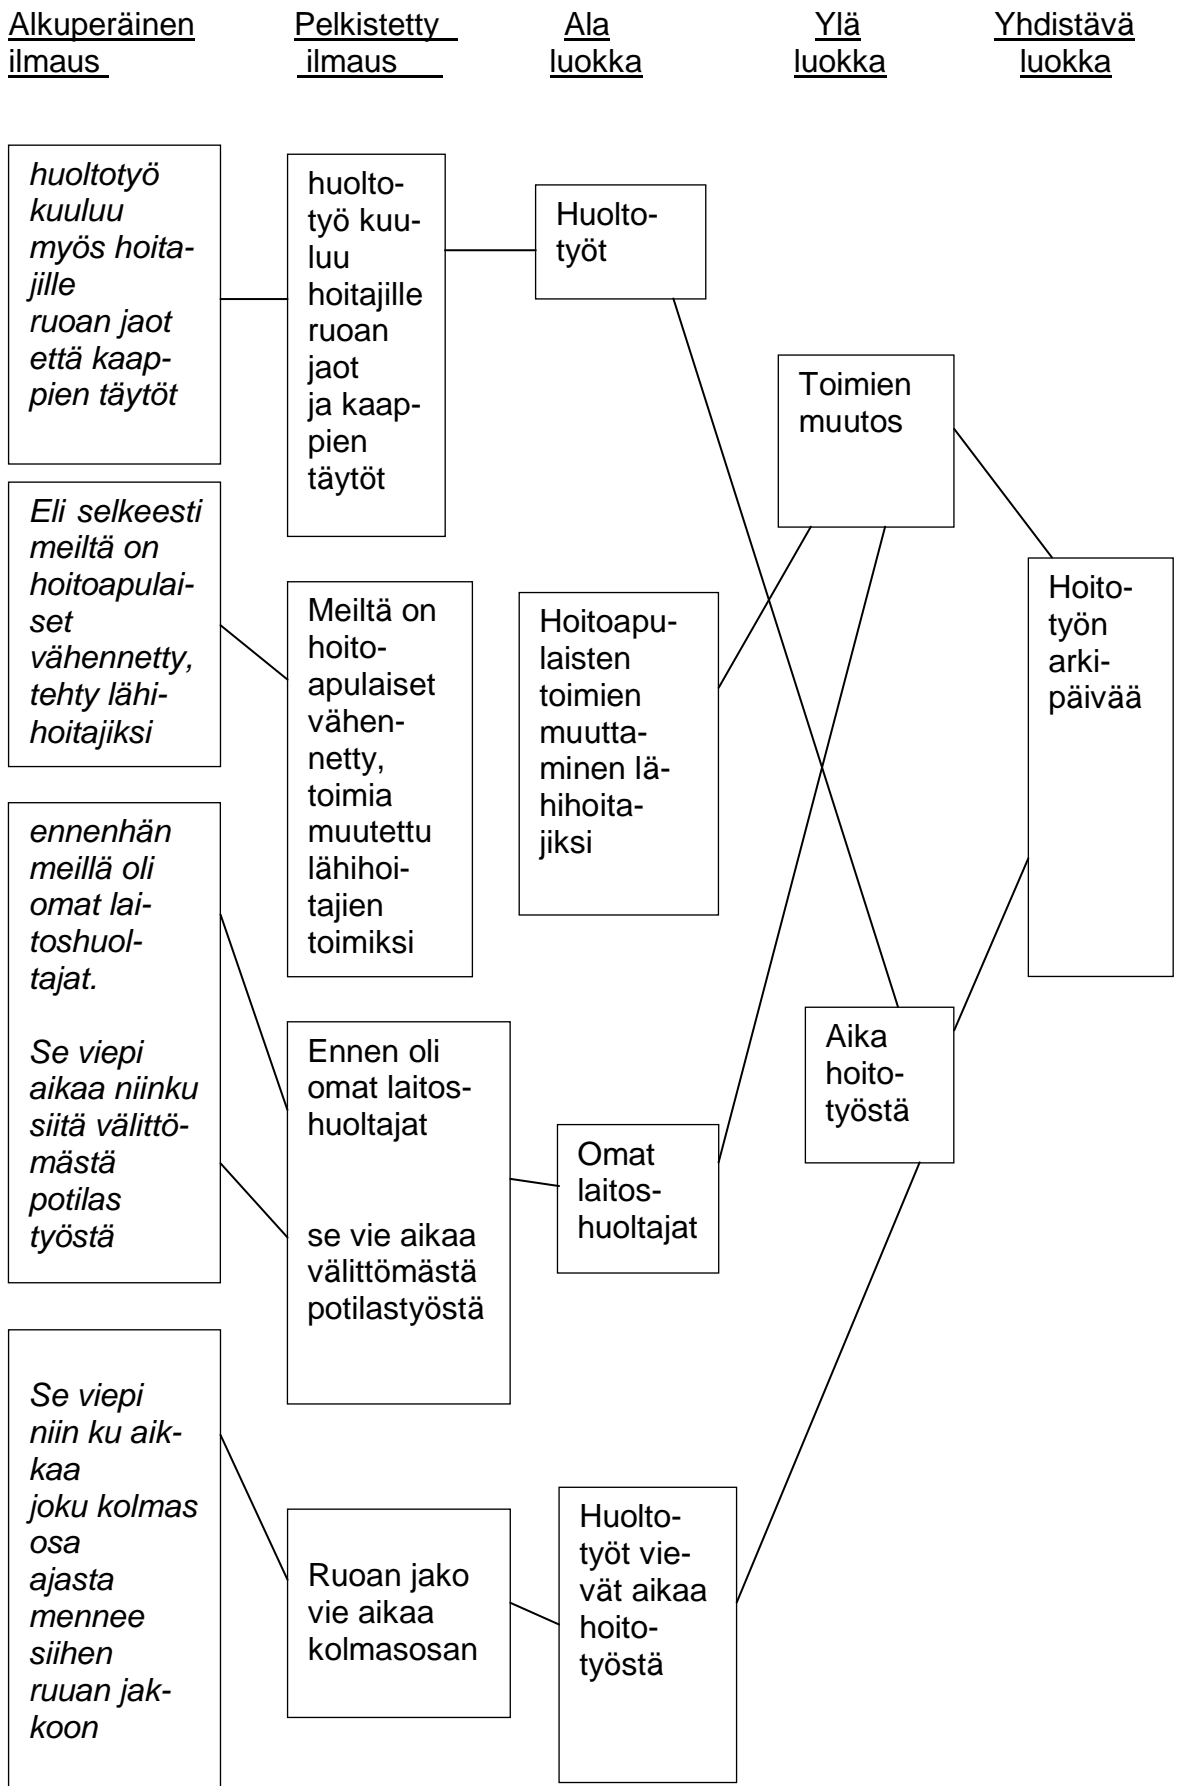 Alkuperäinen
ilmaus
Pelkistetty
ilmaus
Ala
luokka
Ylä
luokka
Yhdistävä
luokka
huoltotyö
kuuluu
myös hoita-
jille
ruoan jaot
että kaap-
pien täytöt
Eli selkeesti
meiltä on
hoitoapulai-
set
vähennetty,
tehty lähi-
hoitajiksi
ennenhän
meillä oli
omat lai-
toshuol-
tajat.
Se viepi
aikaa niinku
siitä välittö-
mästä
potilas
työstä
Se viepi
niin ku aik-
kaa
joku kolmas
osa
ajasta
mennee
siihen
ruuan jak-
koon
huolto-
työ kuu-
luu
hoitajille
ruoan
jaot
ja kaap-
pien
täytöt
Meiltä on
hoito-
apulaiset
vähen-
netty,
toimia
muutettu
lähihoi-
tajien
toimiksi
Ennen oli
omat laitos-
huoltajat
se vie aikaa
välittömästä
potilastyöstä
Ruoan jako
vie aikaa
kolmasosan
Huolto-
työt
Hoitoapu-
laisten
toimien
muutta-
minen lä-
hihoita-
jiksi
Omat
laitos-
huoltajat
Huolto-
työt vie-
vät aikaa
hoito-
työstä
Toimien
muutos
Aika
hoito-
työstä
Hoito-
työn
arki-
päivää